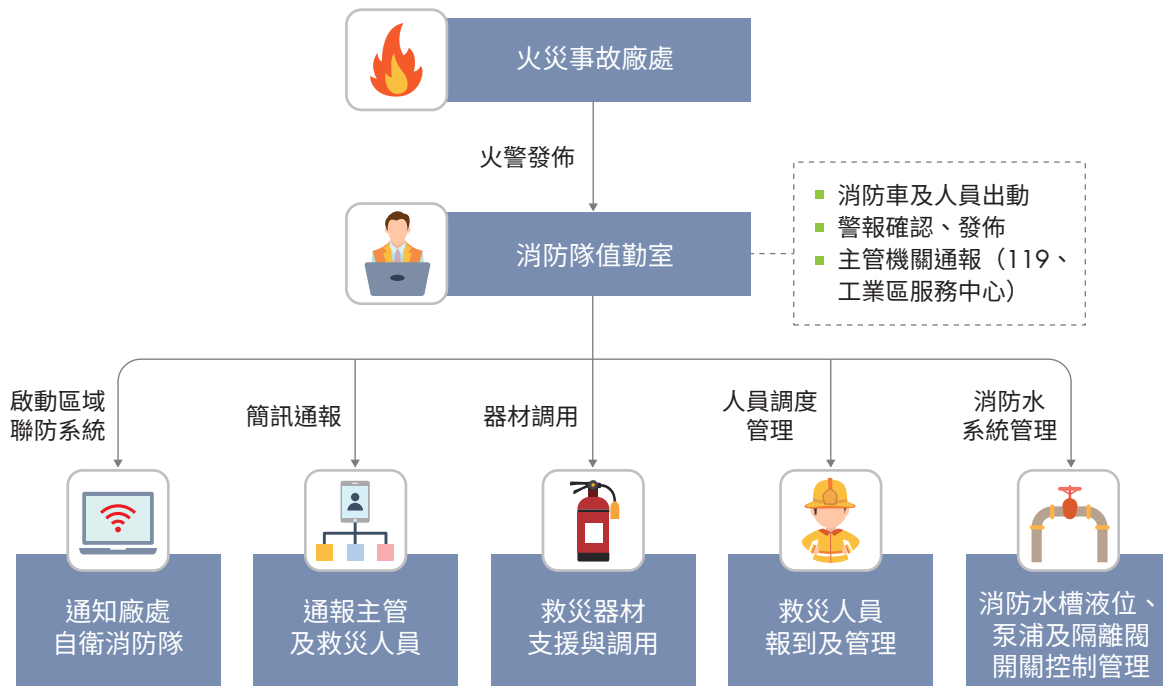 火災事故廠處
火警發佈
消防隊值勤室
消防車及人員出動
警報確認、發佈
主管機關通報（119、
工業區服務中心）
啟動區域
聯防系統
簡訊通報
器材調用
人員調度
管理
消防水
系統管理
通知廠處
自衛消防隊
通報主管
及救災人員
救災器材
支援與調用
救災人員
報到及管理
消防水槽液位、
泵浦及隔離閥
開關控制管理